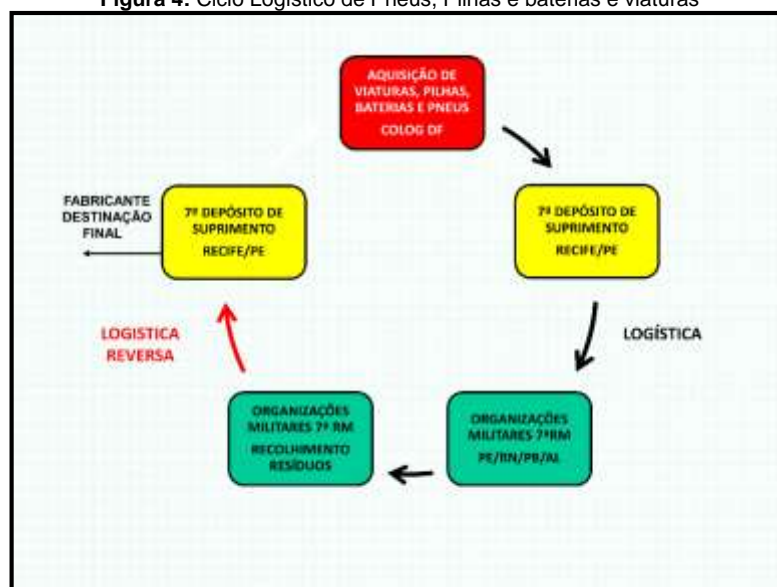 Figura 4: Ciclo Logístico de Pneus, Pilhas e baterias e viaturas
AQUISIÇÃO DE
VIATURAS, PILHAS,
BATERIAS E PNEUS
COLOG DF
7º DEPÓSITO DE
SUPRIMENTO
RECIFE/PE
LOGÍSTICA
ORGANIZAÇÕES
MILITARES 7ª RM
PE/RN/PB/AL
ORGANIZAÇÕES
MILITARES 7ª RM
RECOLHIMENTO
RESÍDUOS
LOGISTICA
REVERSA
7º DEPÓSITO DE
SUPRIMENTO
RECIFE/PE
FABRICANTE
DESTINAÇÃO
FINAL